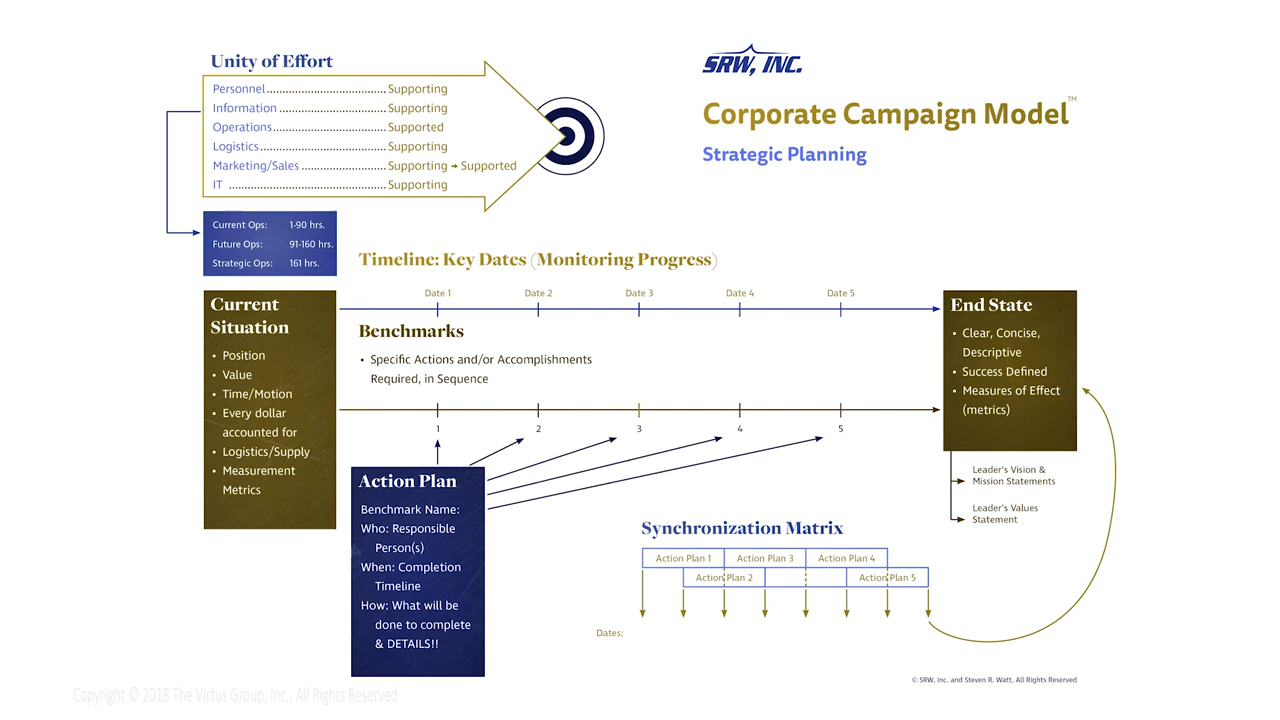 Unity of Effort
Personnel.................................. Supporting
Information .............................. Supporting
Operations................................ Supported
Logistics................................... Supporting
Marketing/Sales ........................ Supporting → Supported
IT ............................................ Supporting
SRW, INC.
Corporate Campaign Model™
Strategic Planning
Current Ops: 1-90 hrs.
Future Ops: 91-160 hrs.
Strategic Ops: 161 hrs.
Timeline: Key Dates (Monitoring Progress)
Date 1 Date 2 Date 3 Date 4 Date 5
Current
Situation
• Position
• Value
• Time/Motion
• Every dollar
accounted for
• Logistics/Supply
• Measurement
Metrics
Benchmarks
• Specific Actions and/or Accomplishments
Required, in Sequence
1 2 3 4 5
End State
• Clear, Concise,
Descriptive
• Success Defined
• Measures of Effect
(metrics)
Leader's Vision &
Mission Statements
Leader's Values
Statement
Action Plan
Benchmark Name:
Who: Responsible
Person(s)
When: Completion
Timeline
How: What will be
done to complete
& DETAILS!!
Synchronization Matrix
Action Plan 1 Action Plan 3 Action Plan 4
Action Plan 2 Action Plan 5
Dates:
© SRW, Inc. and Steven R. Watt, All Rights Reserved
Copyright © 2018 The Virtus Group, Inc., All Rights Reserved